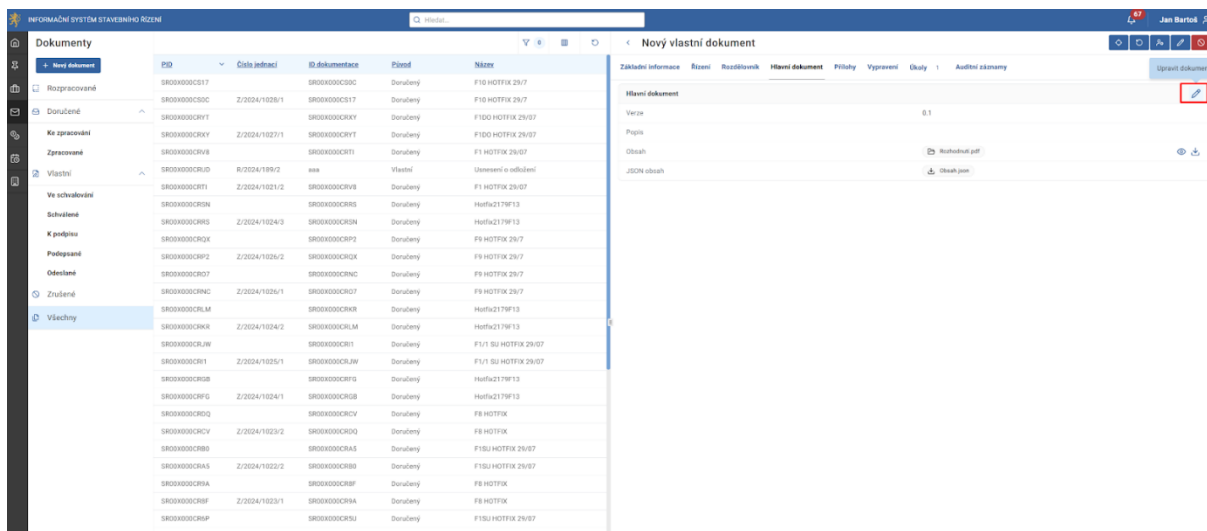 INFORMAČNÍ SYSTÉM STAVEBNÍHO ŘÍZENÍ
Hledat...
67
Jan Bartoš
Dokumenty
+ Nový dokument
Rozpracované
Doručené
Ke zpracování
Zpracované
Vlastní
Ve schvalování
Schválené
K podpisu
Podepsané
Odeslané
Zrušené
Všechny
0
PID Číslo jednací ID dokumentace Původ Název
SR00X000CS17 SR00X000CS0C Doručený F10 HOTFIX 29/7
SR00X000CS0C Z/2024/1028/1 SR00X000CS17 Doručený F10 HOTFIX 29/7
SR00X000CRYT SR00X000CRXY Doručený F1DO HOTFIX 29/07
SR00X000CRXY Z/2024/1027/1 SR00X000CRYT Doručený F1DO HOTFIX 29/07
SR00X000CRV8 SR00X000CRTI Doručený F1 HOTFIX 29/07
SR00X000CRUD R/2024/189/2 aaa Vlastní Usnesení o odložení
SR00X000CRTI Z/2024/1021/2 SR00X000CRV8 Doručený F1 HOTFIX 29/07
SR00X000CRSN SR00X000CRRS Doručený Hotfix2179F13
SR00X000CRRS Z/2024/1024/3 SR00X000CRSN Doručený Hotfix2179F13
SR00X000CRQX SR00X000CRP2 Doručený F9 HOTFIX 29/7
SR00X000CRP2 Z/2024/1026/2 SR00X000CRQX Doručený F9 HOTFIX 29/7
SR00X000CRO7 SR00X000CRNC Doručený F9 HOTFIX 29/7
SR00X000CRNC Z/2024/1026/1 SR00X000CRO7 Doručený F9 HOTFIX 29/7
SR00X000CRLM SR00X000CRKR Doručený Hotfix2179F13
SR00X000CRKR Z/2024/1024/2 SR00X000CRLM Doručený Hotfix2179F13
SR00X000CRJW SR00X000CRI1 Doručený F1/1 SU HOTFIX 29/07
SR00X000CRI1 Z/2024/1025/1 SR00X000CRJW Doručený F1/1 SU HOTFIX 29/07
SR00X000CRGB SR00X000CRFG Doručený Hotfix2179F13
SR00X000CRFG Z/2024/1024/1 SR00X000CRGB Doručený Hotfix2179F13
SR00X000CRDQ SR00X000CRCV Doručený F8 HOTFIX
SR00X000CRCV Z/2024/1023/2 SR00X000CRDQ Doručený F8 HOTFIX
SR00X000CRB0 SR00X000CRA5 Doručený F1SU HOTFIX 29/07
SR00X000CRA5 Z/2024/1022/2 SR00X000CRB0 Doručený F1SU HOTFIX 29/07
SR00X000CR9A SR00X000CR8F Doručený F8 HOTFIX
SR00X000CR8F Z/2024/1023/1 SR00X000CR9A Doručený F8 HOTFIX
SR00X000CR6P SR00X000CR5U Doručený F1SU HOTFIX 29/07
Nový vlastní dokument
Základní informace Řízení Rozdělovník Hlavní dokument Přílohy Vypravení Úkoly 1 Auditní záznamy
Upravit dokument
Hlavní dokument
Verze 0.1
Popis
Obsah Rozhodnutí.pdf
JSON obsah Obsah.json